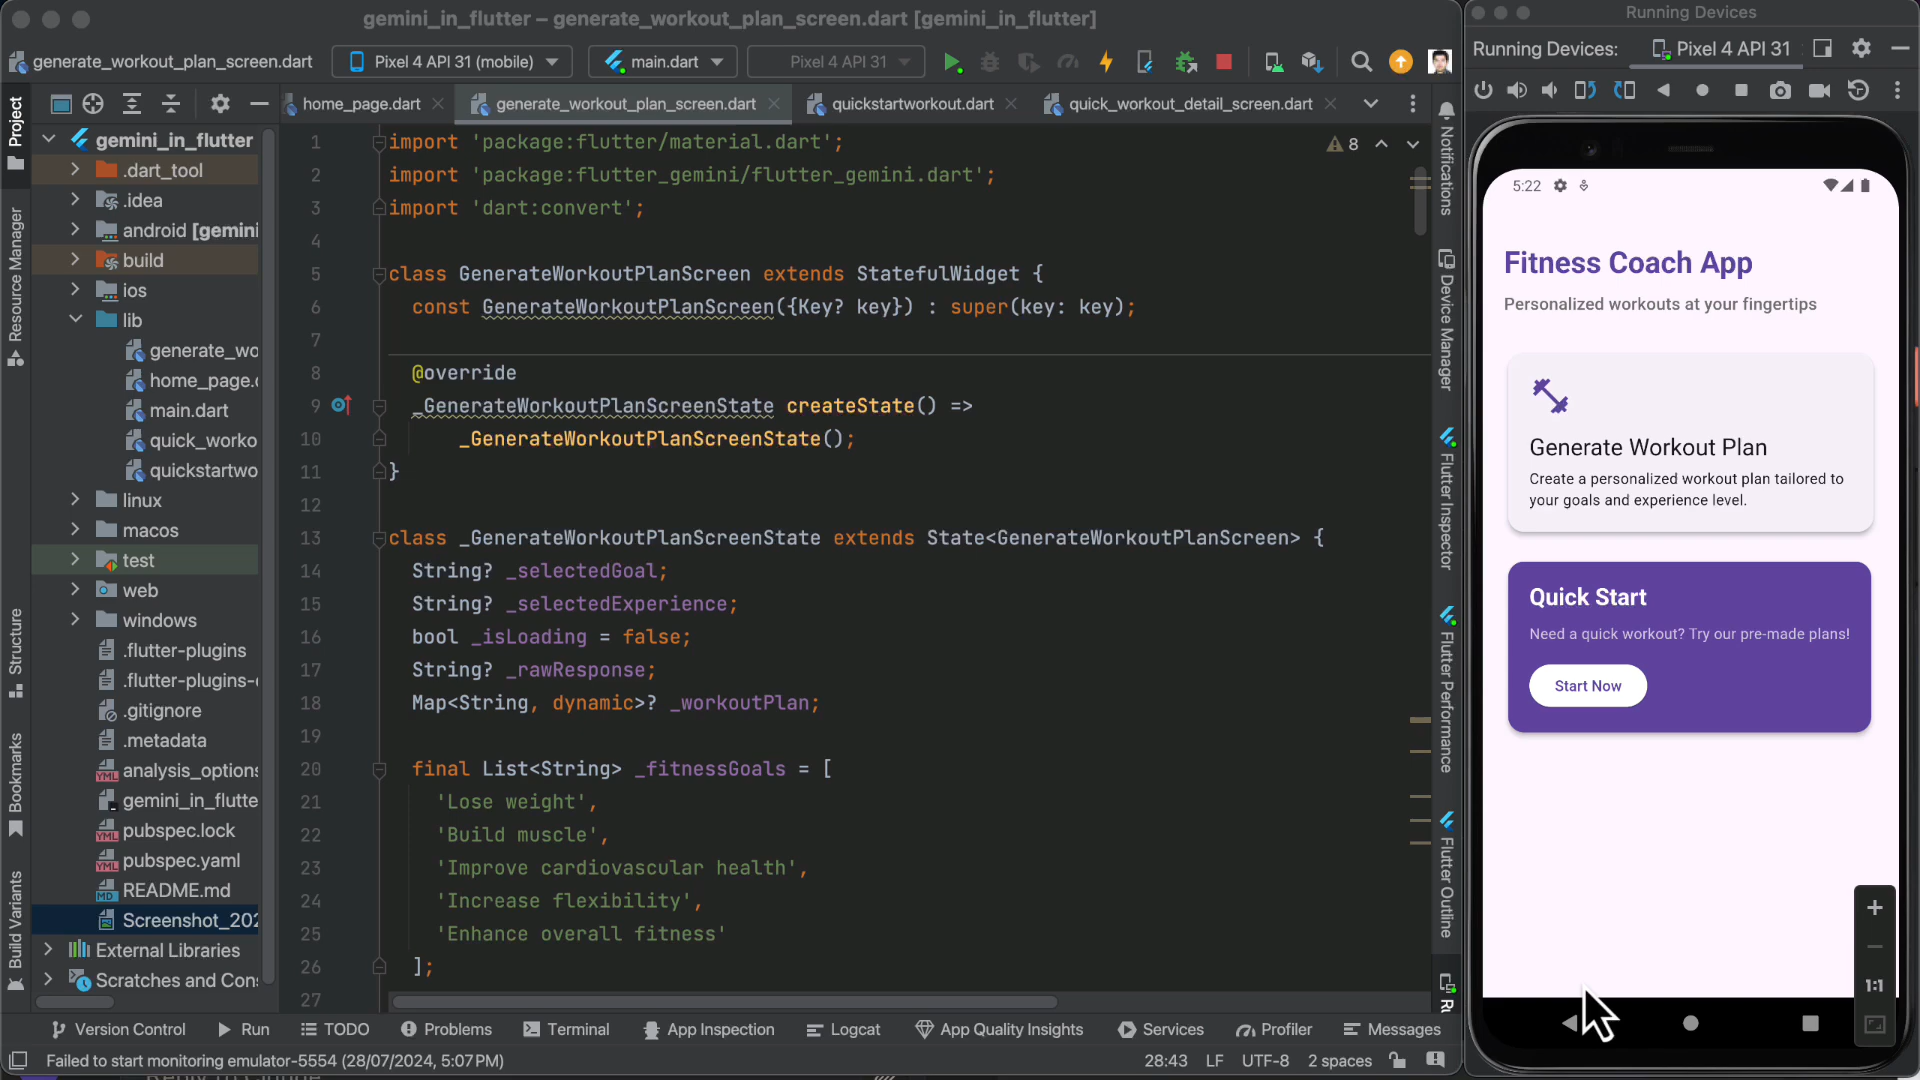 gemini_in_flutter – generate_workout_plan_screen.dart [gemini_in_flutter]
Running Devices
generate_workout_plan_screen.dart
Pixel 4 API 31 (mobile)
main.dart
Pixel 4 API 31
Running Devices:
Pixel 4 API 31
home_page.dart
generate_workout_plan_screen.dart
quickstartworkout.dart
quick_workout_detail_screen.dart
Project
Resource Manager
Structure
Bookmarks
Build Variants
gemini_in_flutter
.dart_tool
.idea
android [gemini
build
ios
lib
generate_wo
home_page.
main.dart
quick_worko
quickstartwo
linux
macos
test
web
windows
.flutter-plugins
.flutter-plugins-
.gitignore
.metadata
analysis_options
gemini_in_flutte
pubspec.lock
pubspec.yaml
README.md
Screenshot_202
External Libraries
Scratches and Con
8
1 import 'package:flutter/material.dart';
2 import 'package:flutter_gemini/flutter_gemini.dart';
3 import 'dart:convert';
4
5 class GenerateWorkoutPlanScreen extends StatefulWidget {
6 const GenerateWorkoutPlanScreen({Key? key}) : super(key: key);
7
8 @override
9 _GenerateWorkoutPlanScreenState createState() =>
10 _GenerateWorkoutPlanScreenState();
11 }
12
13 class _GenerateWorkoutPlanScreenState extends State<GenerateWorkoutPlanScreen> {
14 String? _selectedGoal;
15 String? _selectedExperience;
16 bool _isLoading = false;
17 String? _rawResponse;
18 Map<String, dynamic>? _workoutPlan;
19
20 final List<String> _fitnessGoals = [
21 'Lose weight',
22 'Build muscle',
23 'Improve cardiovascular health',
24 'Increase flexibility',
25 'Enhance overall fitness'
26 ];
27
Notifications
Device Manager
Flutter Inspector
Flutter Performance
Flutter Outline
5:22
Fitness Coach App
Personalized workouts at your fingertips
Generate Workout Plan
Create a personalized workout plan tailored to
your goals and experience level.
Quick Start
Need a quick workout? Try our pre-made plans!
Start Now
1:1
Version Control
Run
TODO
Problems
Terminal
App Inspection
Logcat
App Quality Insights
Services
Profiler
Messages
Failed to start monitoring emulator-5554 (28/07/2024, 5:07 PM)
28:43
LF
UTF-8
2 spaces